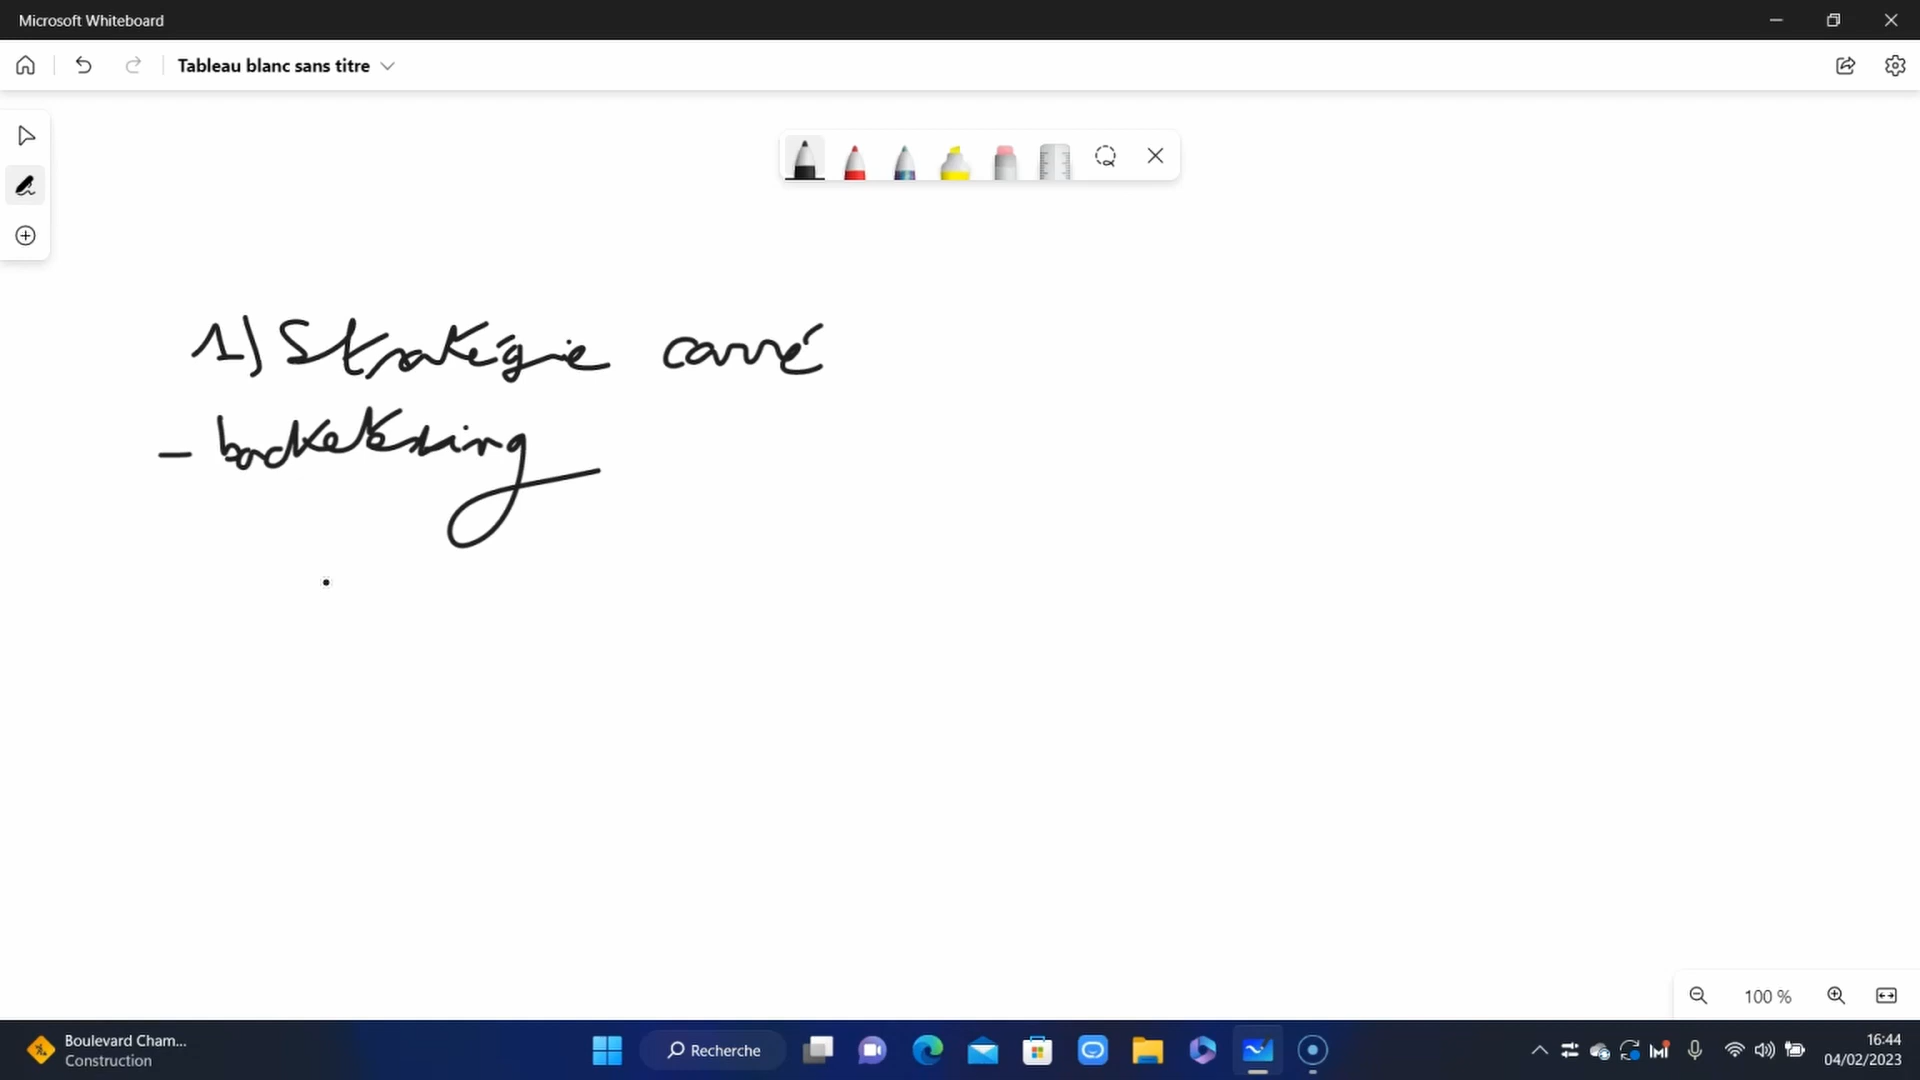 Microsoft Whiteboard
Tableau blanc sans titre
1) Stratégie carré
- backtesting
100 %
Boulevard Cham...
Construction
Recherche
16:44
04/02/2023